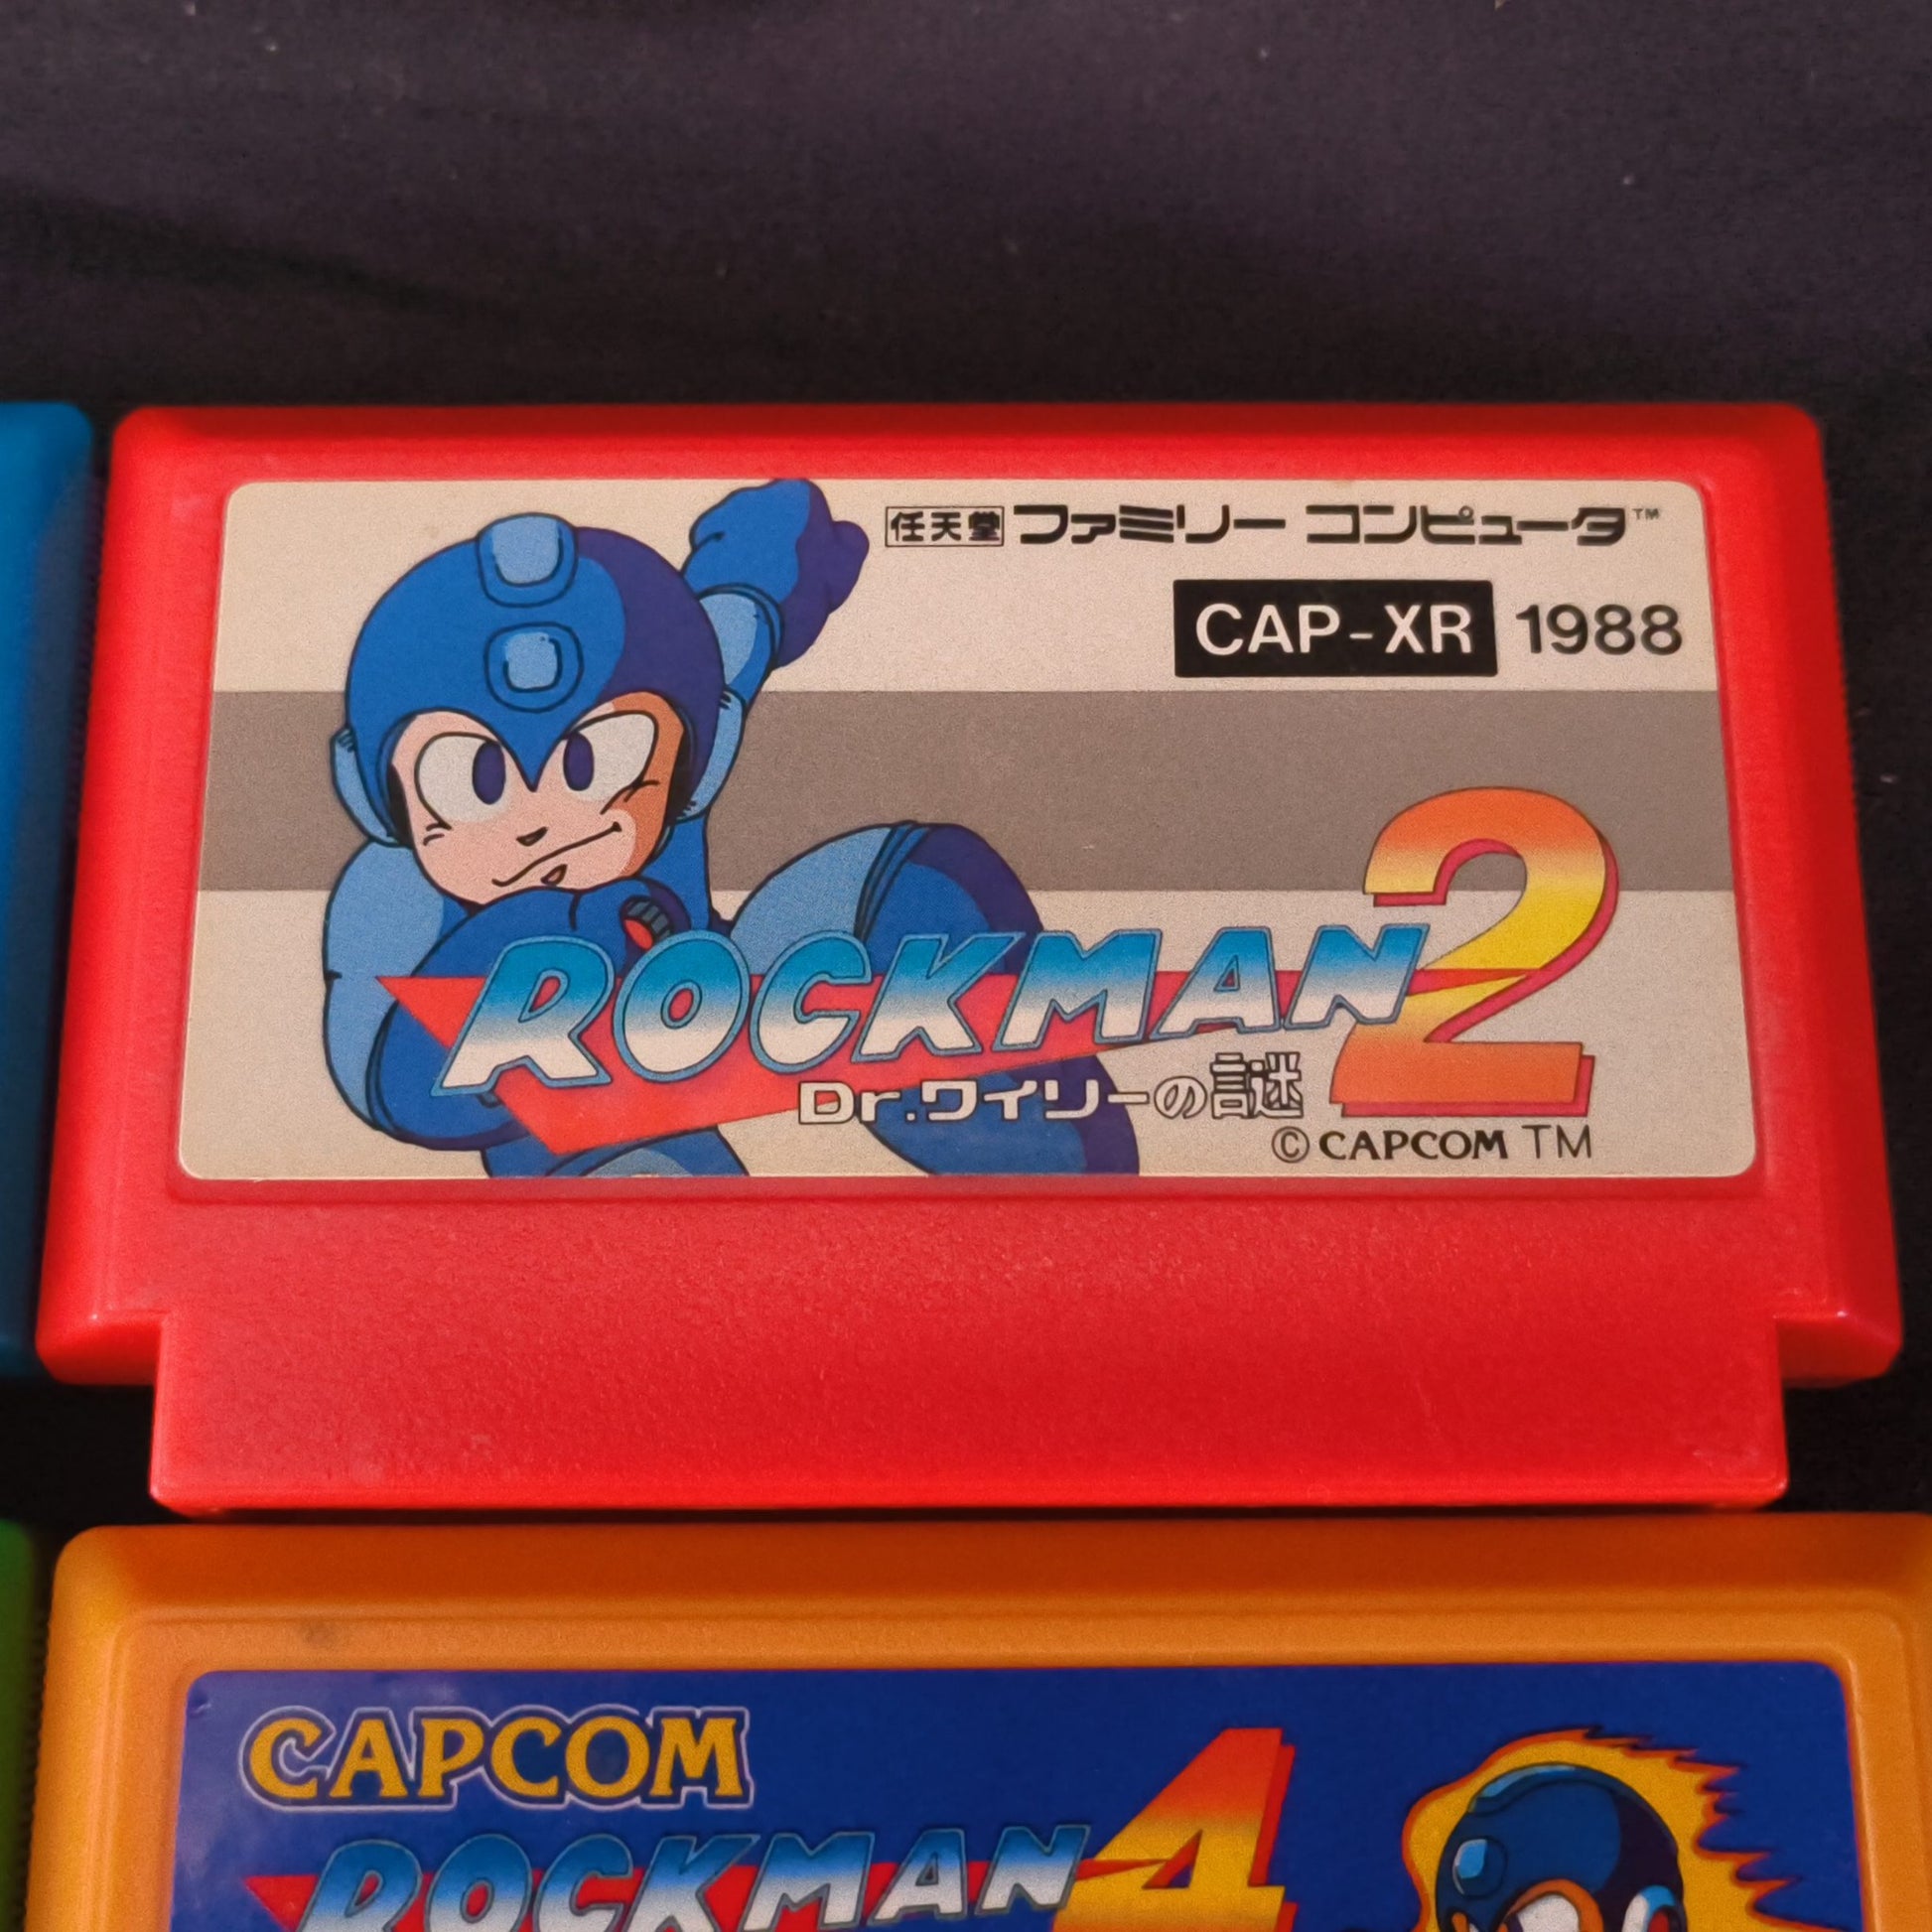 任天堂 ファミリー コンピュータ™
CAP-XR 1988
ROCKMAN 2
Dr.ワイリーの謎
© CAPCOM TM
CAPCOM
ROCKMAN 4